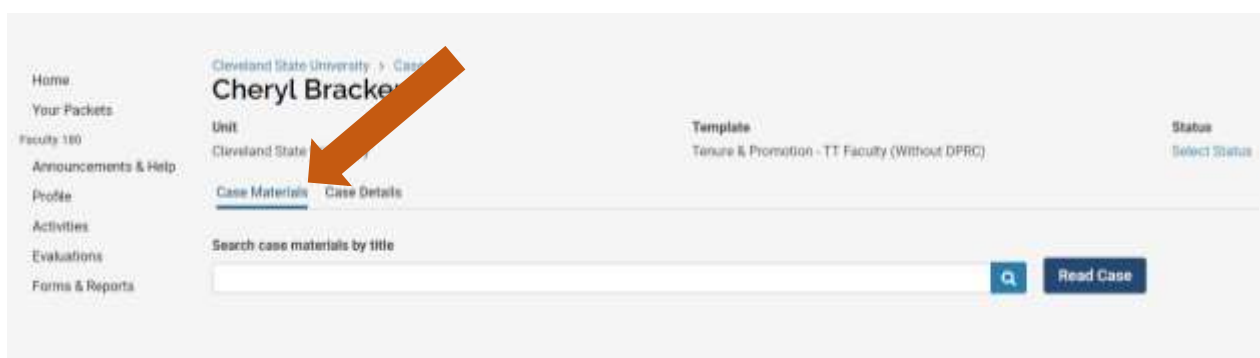 Cleveland State University > Case
Cheryl Bracke
Home
Your Packets
Faculty 180
Announcements & Help
Profile
Activities
Evaluations
Forms & Reports
Unit
Cleveland State
Template
Tenure & Promotion - TT Faculty (Without DPRC)
Status
Select Status
Case Materials
Case Details
Search case materials by title
Read Case